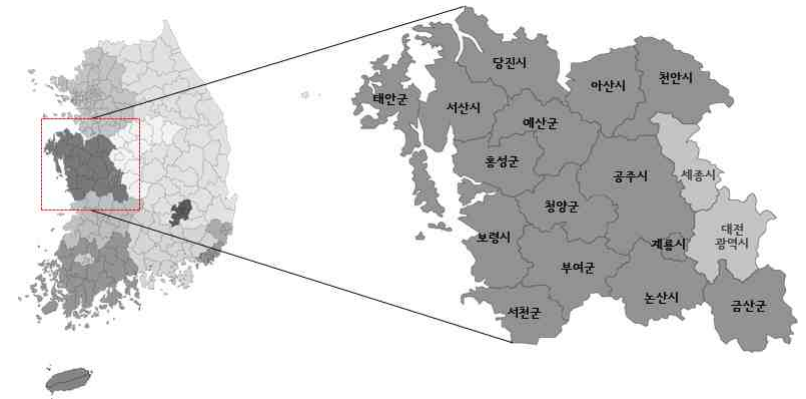 당진시
아산시
천안시
태안군
서산시
예산군
홍성군
공주시
세종시
청양군
보령시
계룡시
대전
광역시
부여군
논산시
서천군
금산군